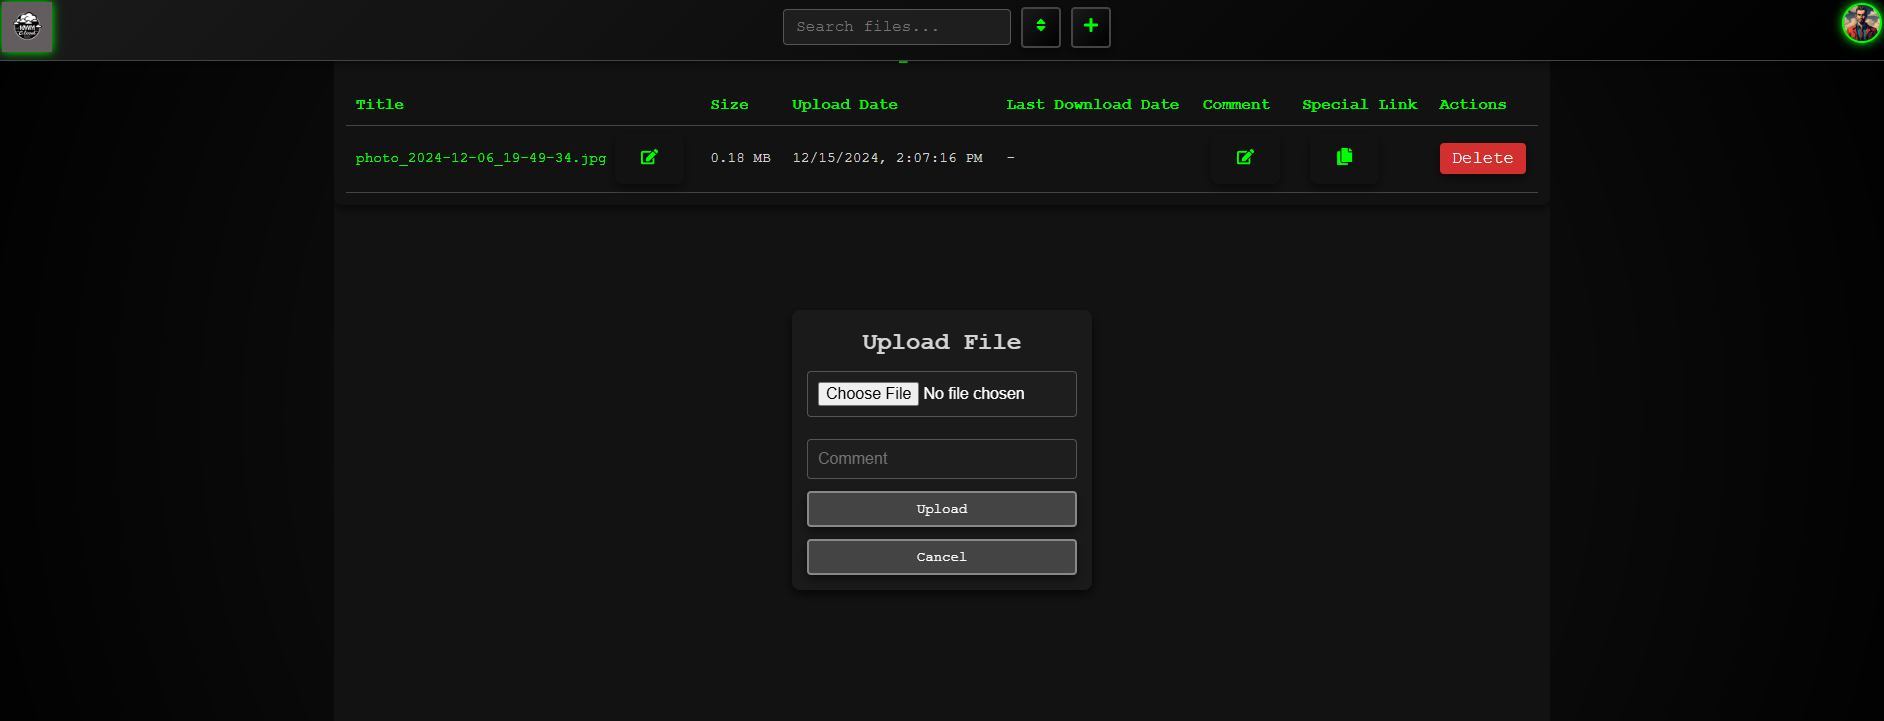 Search files...
Title Size Upload Date Last Download Date Comment Special Link Actions
photo_2024-12-06_19-49-34.jpg 0.18 MB 12/15/2024, 2:07:16 PM - Delete
Upload File
Choose File No file chosen
Comment
Upload
Cancel